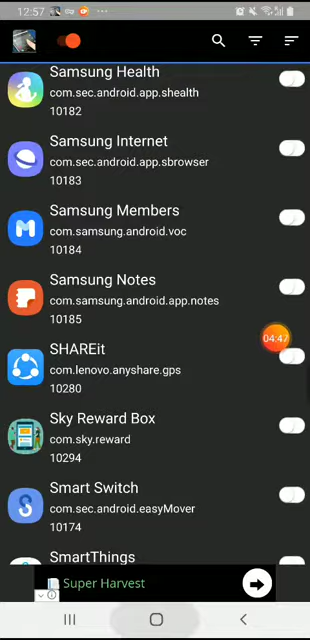 12:57
Samsung Health
com.sec.android.app.shealth
10182
Samsung Internet
com.sec.android.app.sbrowser
10183
Samsung Members
com.samsung.android.voc
10184
Samsung Notes
com.samsung.android.app.notes
10185
04:47
SHAREit
com.lenovo.anyshare.gps
10280
Sky Reward Box
com.sky.reward
10294
Smart Switch
com.sec.android.easyMover
10174
SmartThings
Super Harvest